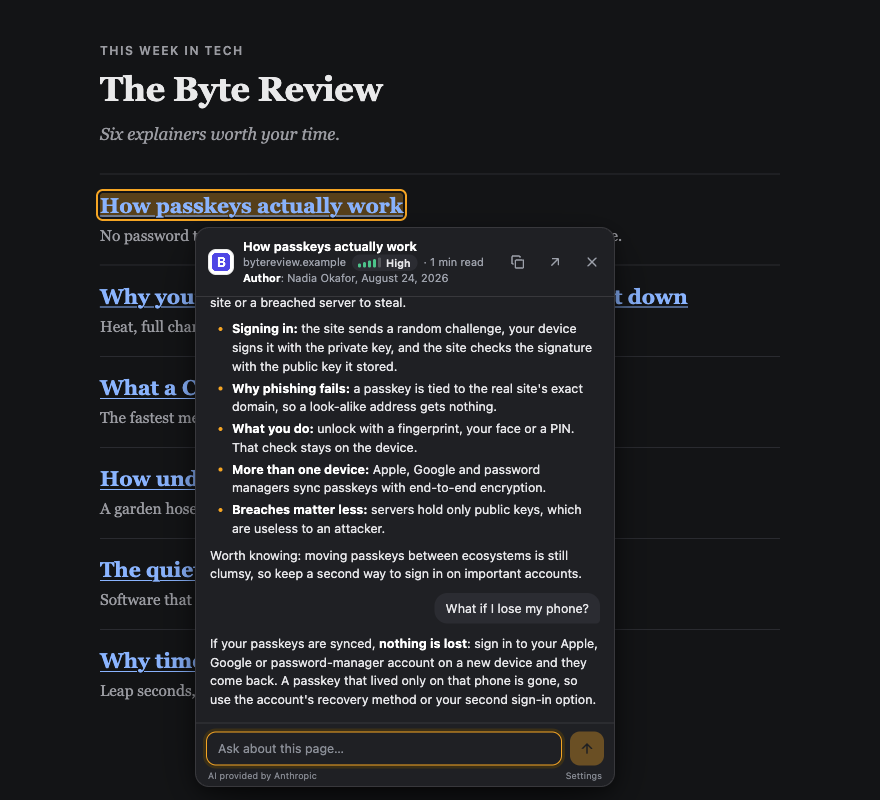 THIS WEEK IN TECH
The Byte Review
Six explainers worth your time.
How passkeys actually work
No password
e.
How passkeys actually work
B
bytereview.example High · 1 min read
Author: Nadia Okafor, August 24, 2026
site or a breached server to steal.
• Signing in: the site sends a random challenge, your device
signs it with the private key, and the site checks the signature
with the public key it stored.
• Why phishing fails: a passkey is tied to the real site's exact
domain, so a look-alike address gets nothing.
• What you do: unlock with a fingerprint, your face or a PIN.
That check stays on the device.
• More than one device: Apple, Google and password
managers sync passkeys with end-to-end encryption.
• Breaches matter less: servers hold only public keys, which
are useless to an attacker.
Worth knowing: moving passkeys between ecosystems is still
clumsy, so keep a second way to sign in on important accounts.
What if I lose my phone?
If your passkeys are synced, nothing is lost: sign in to your Apple,
Google or password-manager account on a new device and they
come back. A passkey that lived only on that phone is gone, so
use the account's recovery method or your second sign-in option.
Ask about this page...
AI provided by Anthropic
Settings
Why you
t down
Heat, full
What a C
The fastest
How
A garden hose
The
Software that
Why
Leap seconds,